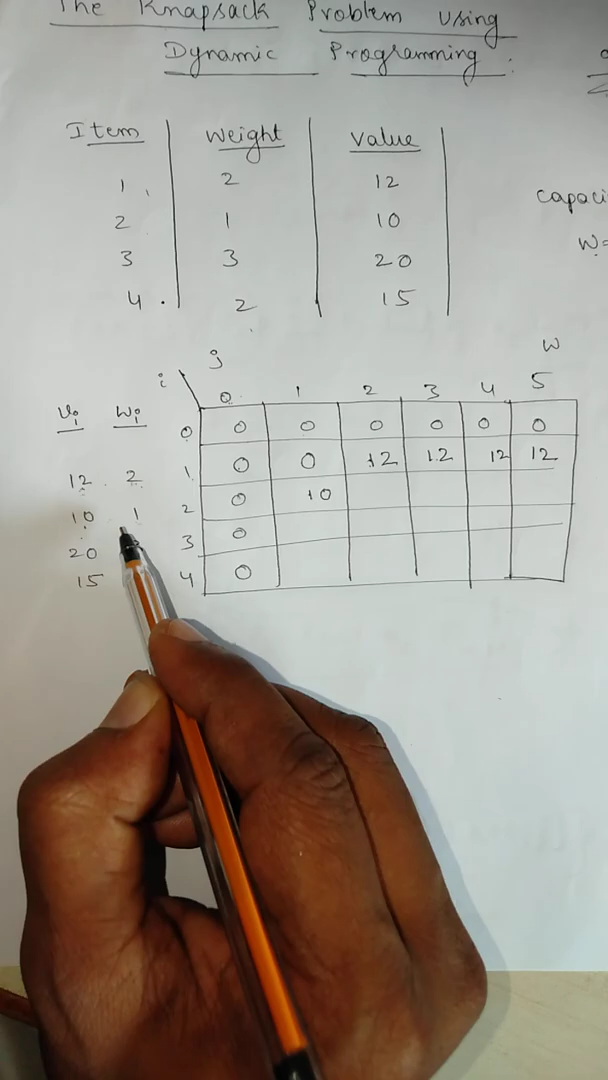 The Knapsack Problem using
Dynamic Programming :
Item weight value
1 2 12
2 1 10
3 3 20
4 2 15
capaci
W=
j W
i 0 1 2 3 4 5
Vi Wi
0 0 0 0 0 0 0
12 2 1 0 0 12 12 12 12
10 1 2 0 10
20 3 0
15 4 0